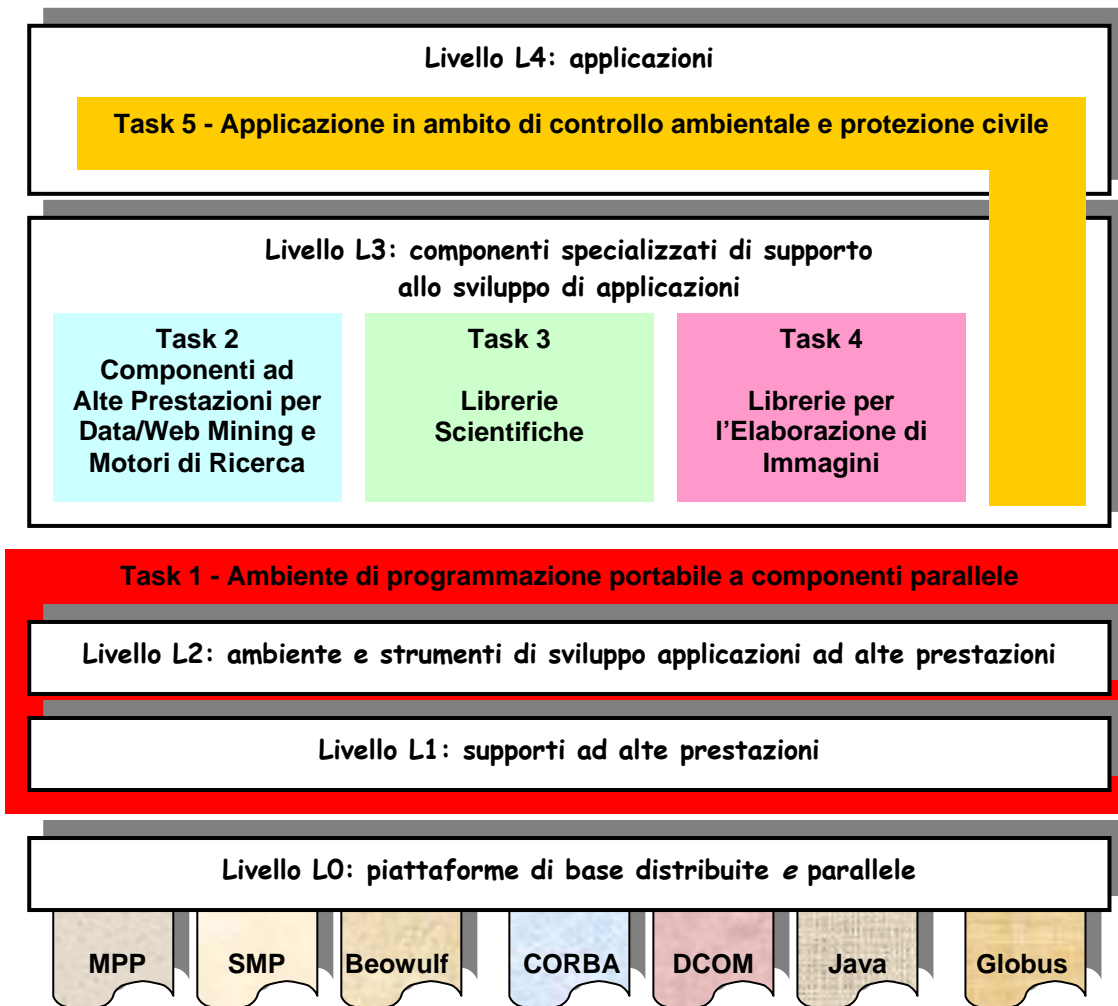 Livello L4: applicazioni
Task 5 - Applicazione in ambito di controllo ambientale e protezione civile
Livello L3: componenti specializzati di supporto
allo sviluppo di applicazioni
Task 2
Componenti ad
Alte Prestazioni per
Data/Web Mining e
Motori di Ricerca
Task 3
Librerie
Scientifiche
Task 4
Librerie per
l'Elaborazione di
Immagini
Task 1 - Ambiente di programmazione portabile a componenti parallele
Livello L2: ambiente e strumenti di sviluppo applicazioni ad alte prestazioni
Livello L1: supporti ad alte prestazioni
Livello L0: piattaforme di base distribuite e parallele
MPP
SMP
Beowulf
CORBA
DCOM
Java
Globus